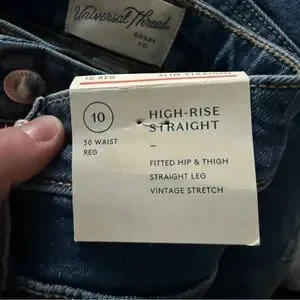 Universal Thread
GOODS
CO.
10 REG
SLIM STRAIGHT
10
30 WAIST
REG
HIGH-RISE
STRAIGHT
–
FITTED HIP & THIGH
STRAIGHT LEG
VINTAGE STRETCH